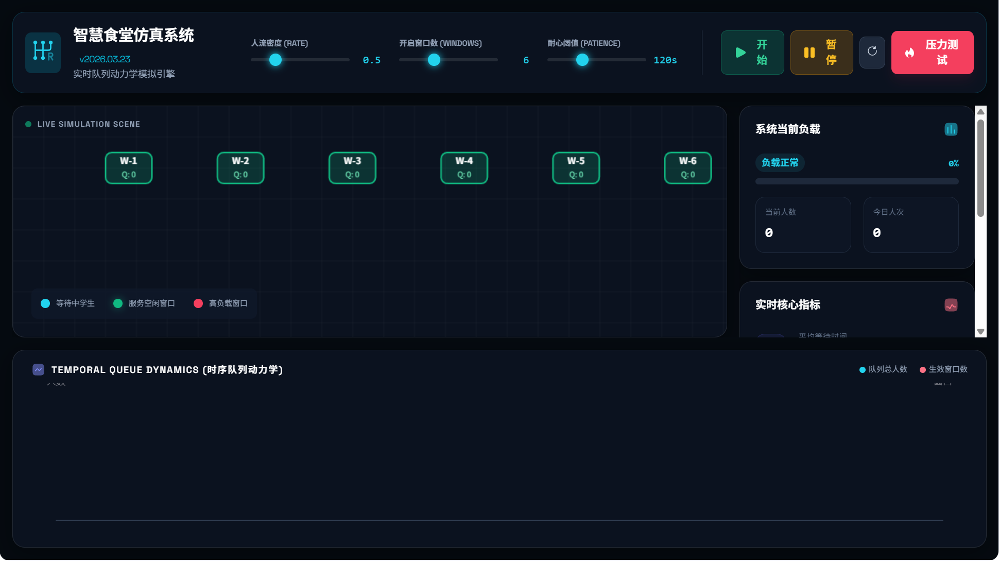 智慧食堂仿真系统
v2026.03.23
实时队列动力学模拟引擎
人流密度 (RATE)
0.5
开启窗口数 (WINDOWS)
6
耐心阈值 (PATIENCE)
120s
开始
暂停
压力测试
LIVE SIMULATION SCENE
W-1
Q: 0
W-2
Q: 0
W-3
Q: 0
W-4
Q: 0
W-5
Q: 0
W-6
Q: 0
等待中学生
服务空闲窗口
高负载窗口
系统当前负载
负载正常
0%
当前人数
0
今日人次
0
实时核心指标
平均等待时间
TEMPORAL QUEUE DYNAMICS (时序队列动力学)
队列总人数
生效窗口数
人数
窗口